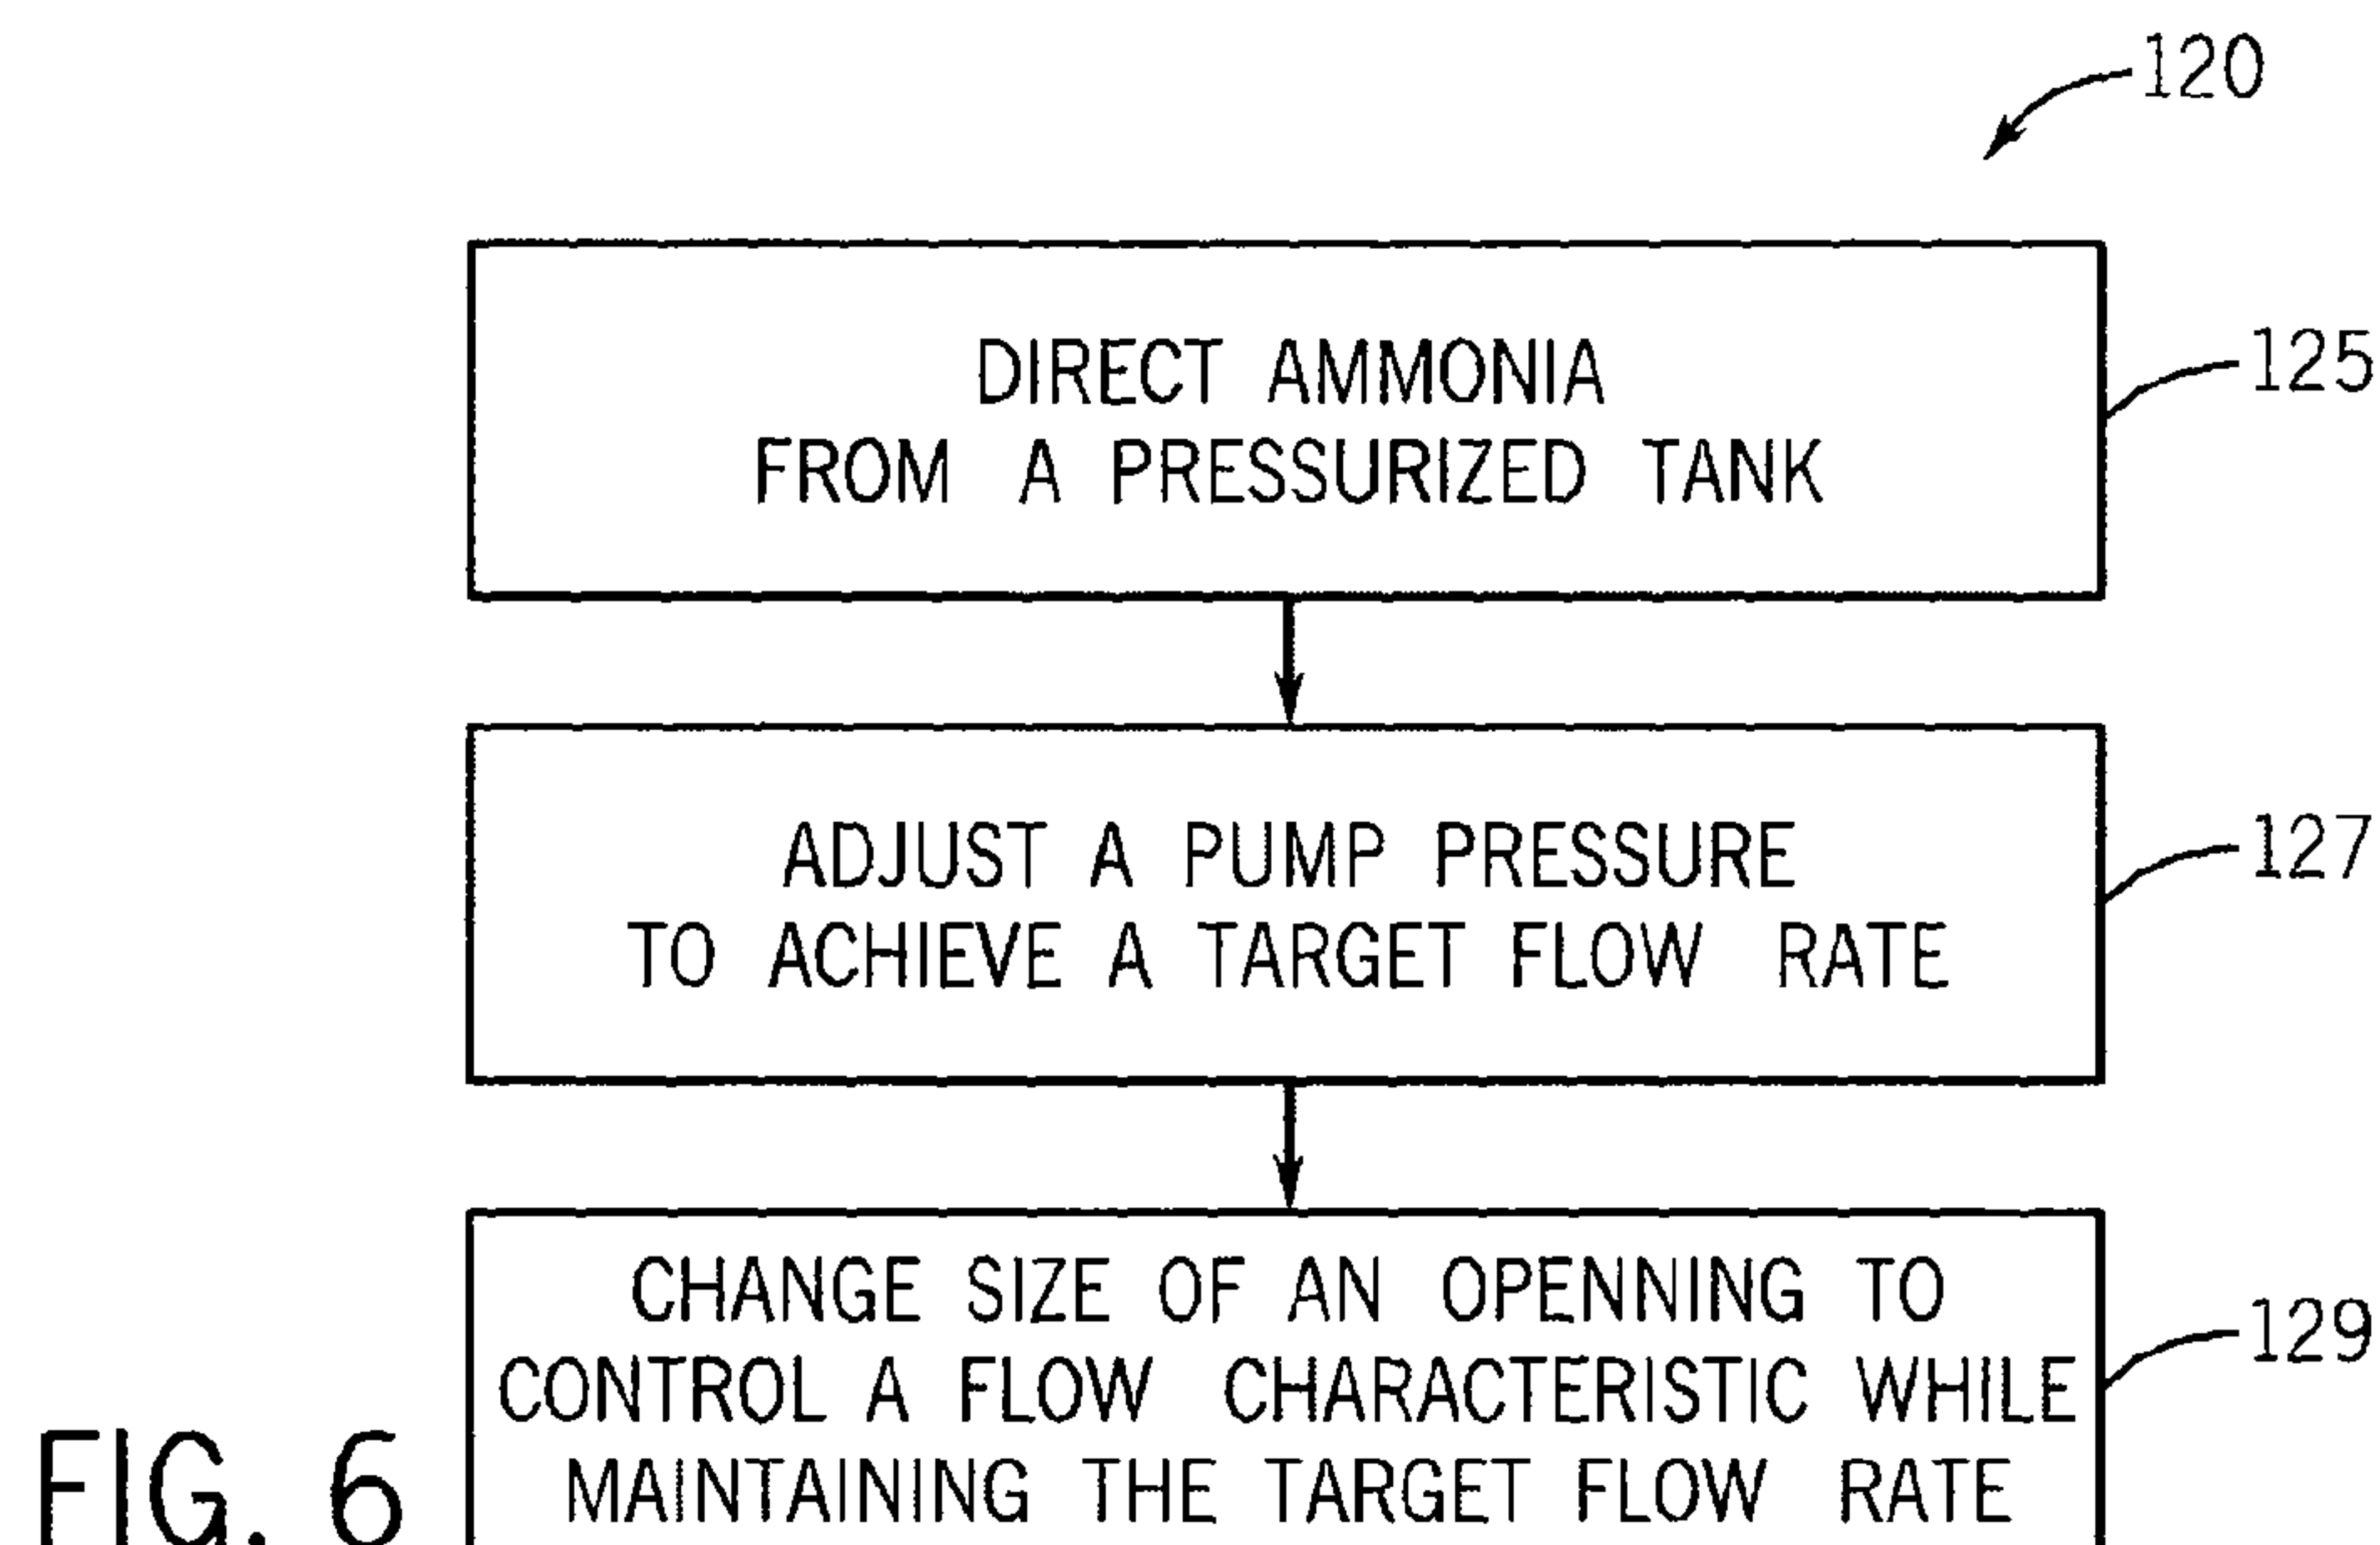 120
DIRECT AMMONIA
FROM A PRESSURIZED TANK
125
ADJUST A PUMP PRESSURE
TO ACHIEVE A TARGET FLOW RATE
127
CHANGE SIZE OF AN OPENNING TO
CONTROL A FLOW CHARACTERISTIC WHILE
MAINTAINING THE TARGET FLOW RATE
129
FIG. 6